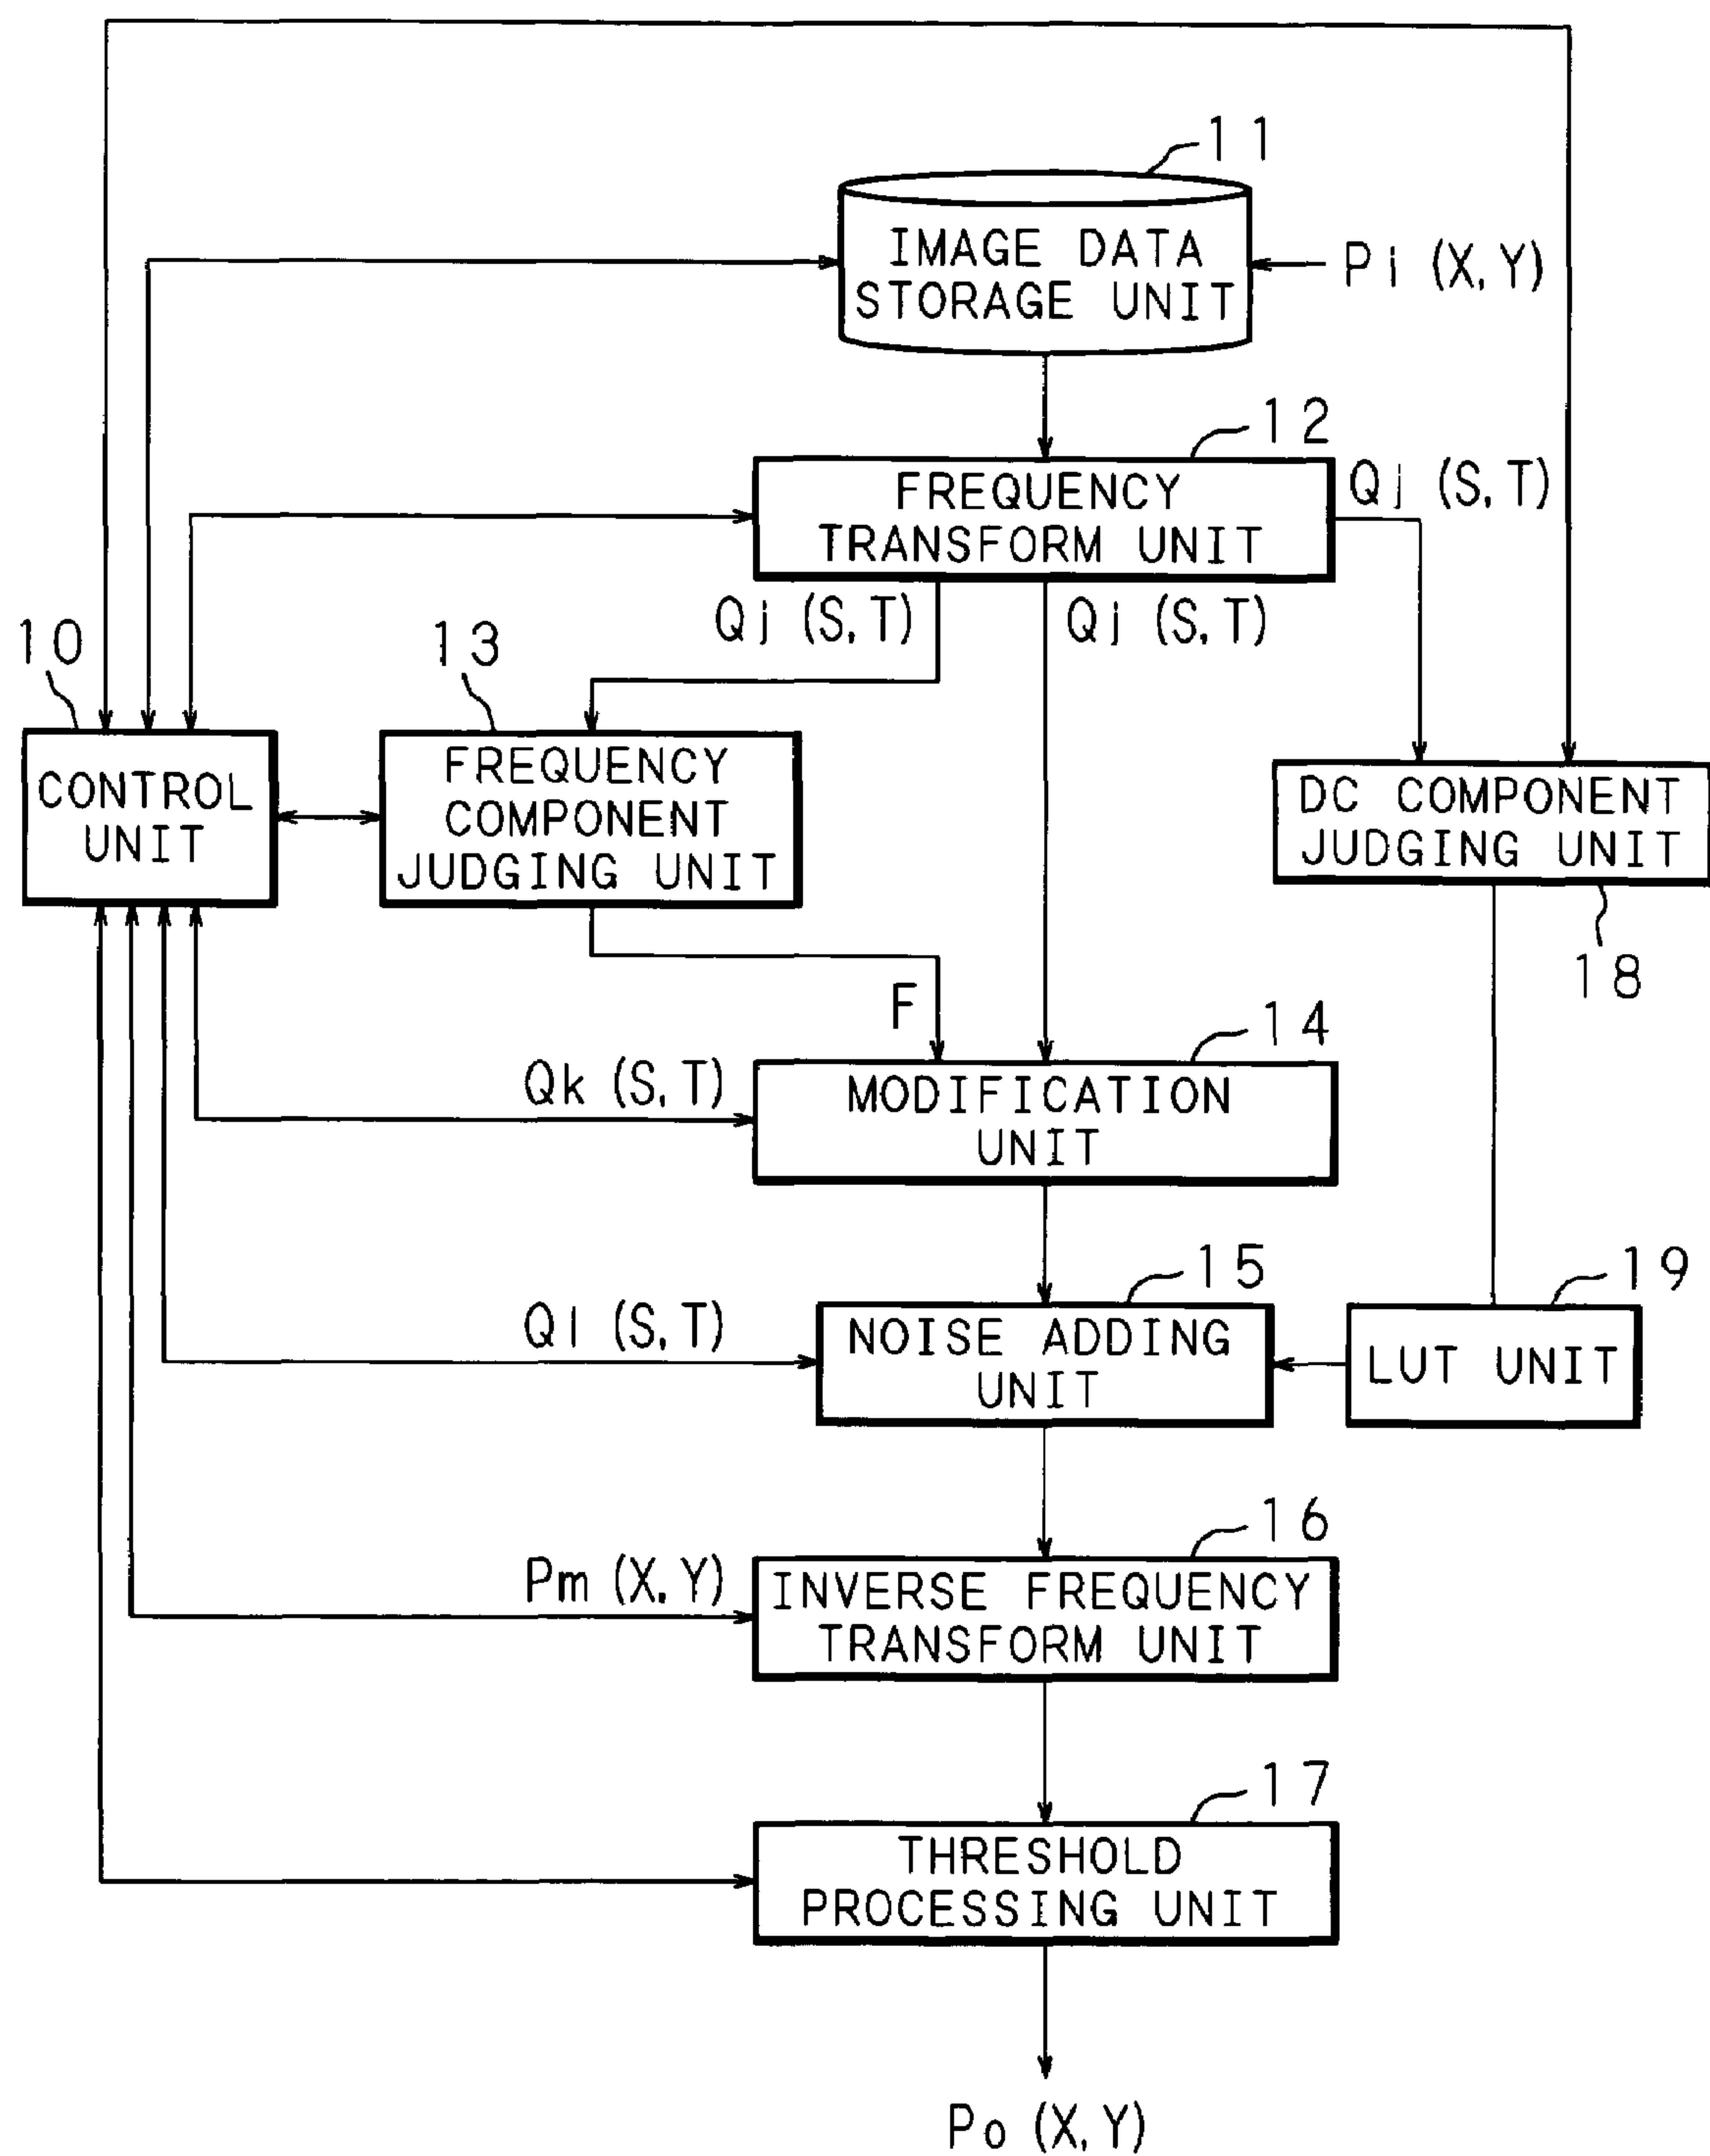 11
IMAGE DATA
STORAGE UNIT
Pi (X, Y)
12
FREQUENCY
TRANSFORM UNIT
Qj (S, T)
Qj (S, T)
Qj (S, T)
10
CONTROL
UNIT
13
FREQUENCY
COMPONENT
JUDGING UNIT
DC COMPONENT
JUDGING UNIT
18
F
14
Qk (S, T)
MODIFICATION
UNIT
15
Ql (S, T)
NOISE ADDING
UNIT
19
LUT UNIT
16
Pm (X, Y)
INVERSE FREQUENCY
TRANSFORM UNIT
17
THRESHOLD
PROCESSING UNIT
Po (X, Y)